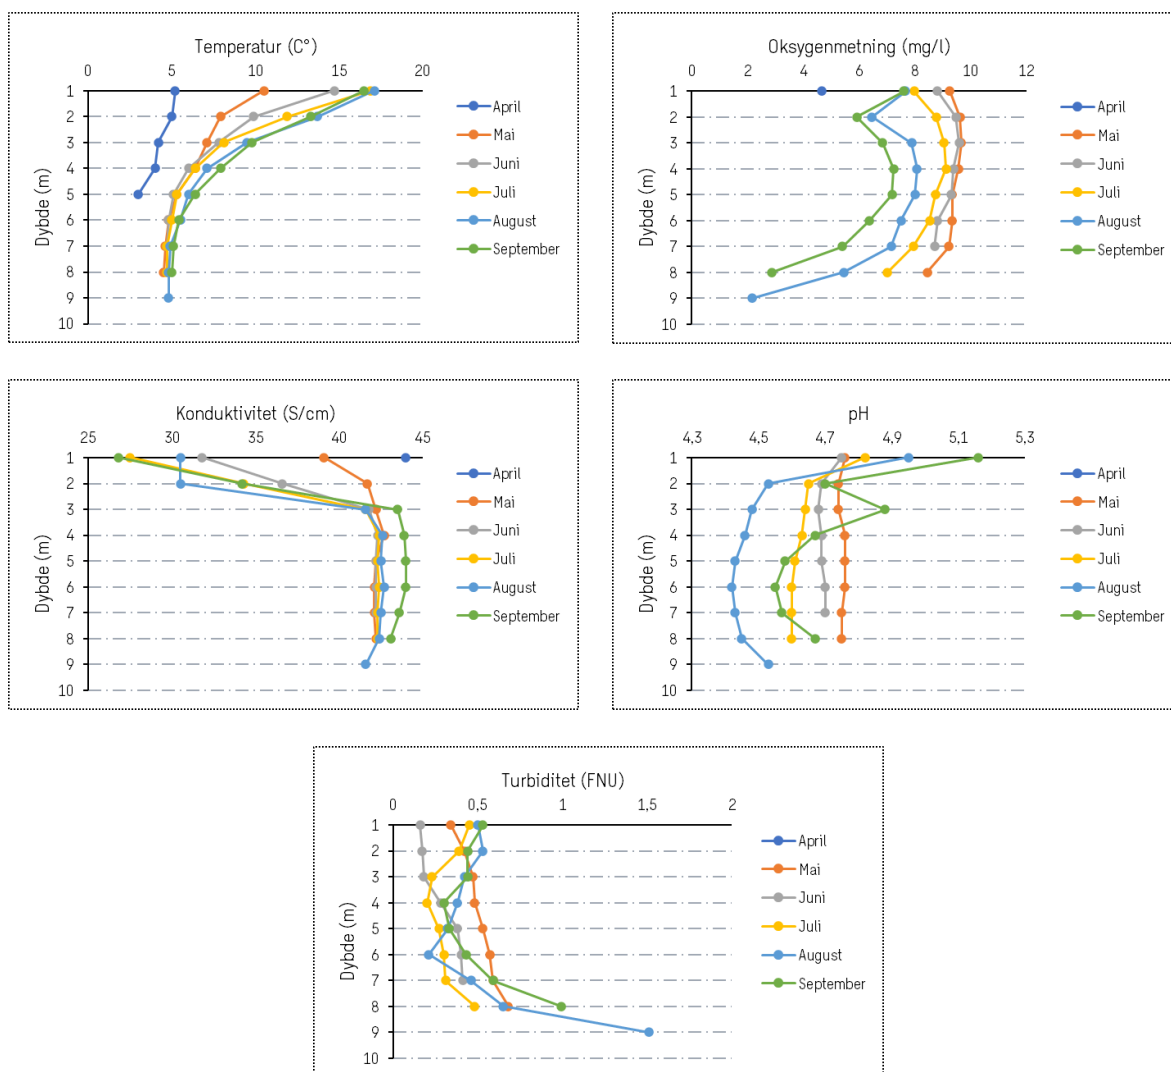 Temperatur (C°)
0 5 10 15 20
Dybde (m)
1
2
3
4
5
6
7
8
9
10
April
Mai
Juni
Juli
August
September
Oksygenmetning (mg/l)
0 2 4 6 8 10 12
Dybde (m)
1
2
3
4
5
6
7
8
9
10
April
Mai
Juni
Juli
August
September
Konduktivitet (S/cm)
25 30 35 40 45
Dybde (m)
1
2
3
4
5
6
7
8
9
10
April
Mai
Juni
Juli
August
September
pH
4,3 4,5 4,7 4,9 5,1 5,3
Dybde (m)
1
2
3
4
5
6
7
8
9
10
April
Mai
Juni
Juli
August
September
Turbiditet (FNU)
0 0,5 1 1,5 2
Dybde (m)
1
2
3
4
5
6
7
8
9
10
April
Mai
Juni
Juli
August
September